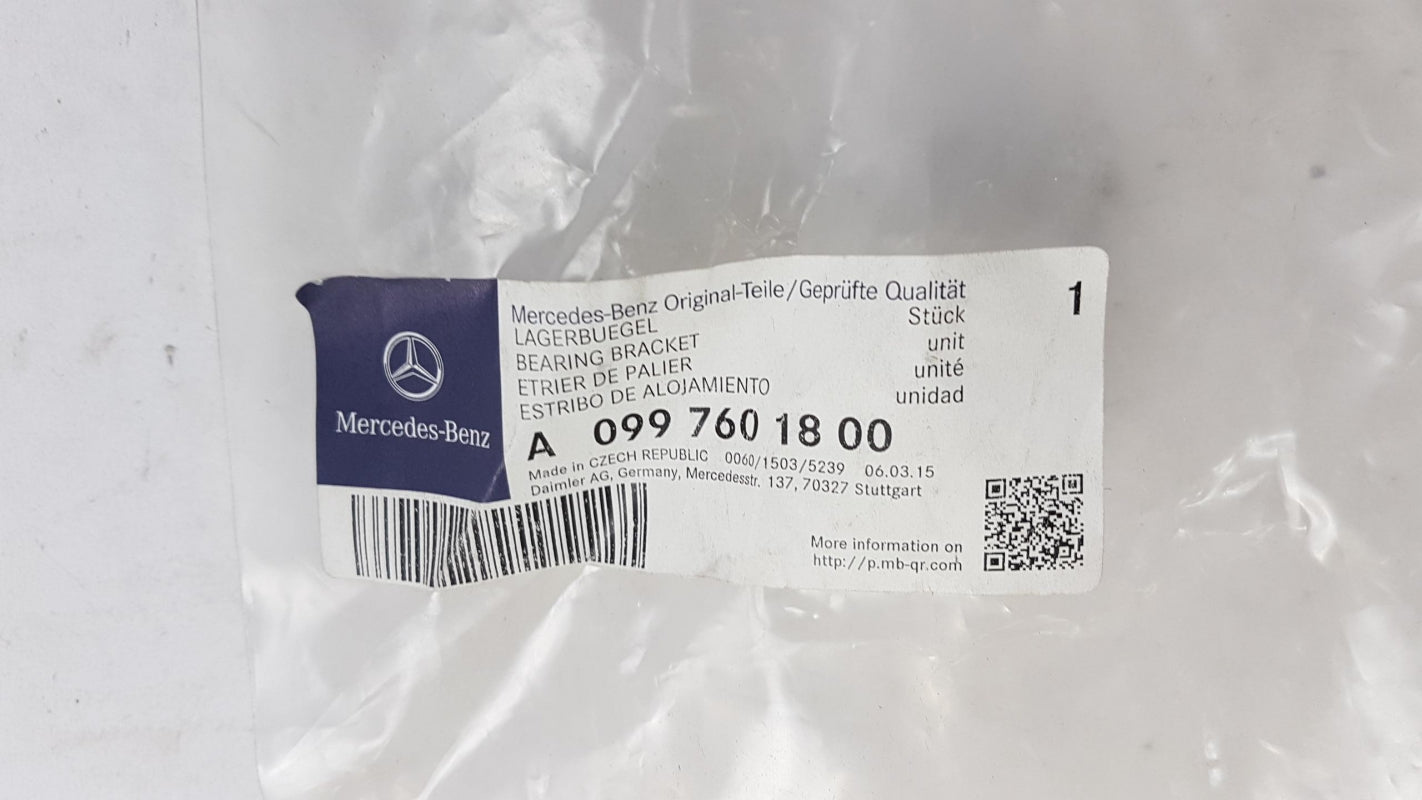 Mercedes-Benz
Mercedes-Benz Original-Teile/Geprüfte Qualität
LAGERBUEGEL Stück 1
BEARING BRACKET unit
ETRIER DE PALIER unité
ESTRIBO DE ALOJAMIENTO unidad
A 099 760 18 00
Made in CZECH REPUBLIC 0060/1503/5239 06.03.15
Daimler AG, Germany, Mercedesstr. 137, 70327 Stuttgart
More information on
http://p.mb-qr.com